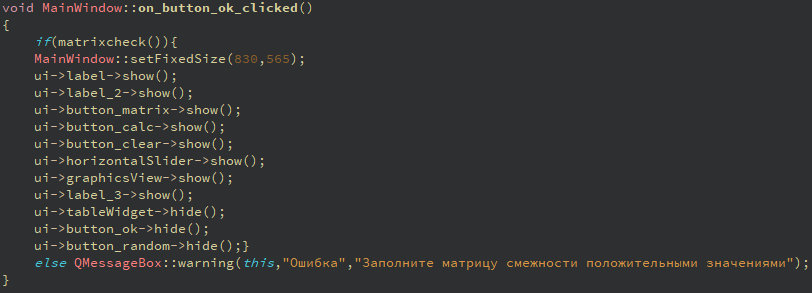 void MainWindow::on_button_ok_clicked()
{
    if(matrixcheck()){
    MainWindow::setFixedSize(830,565);
    ui->label->show();
    ui->label_2->show();
    ui->button_matrix->show();
    ui->button_calc->show();
    ui->button_clear->show();
    ui->horizontalSlider->show();
    ui->graphicsView->show();
    ui->label_3->show();
    ui->tableWidget->hide();
    ui->button_ok->hide();
    ui->button_random->hide();}
    else QMessageBox::warning(this,"Ошибка","Заполните матрицу смежности положительными значениями");
}